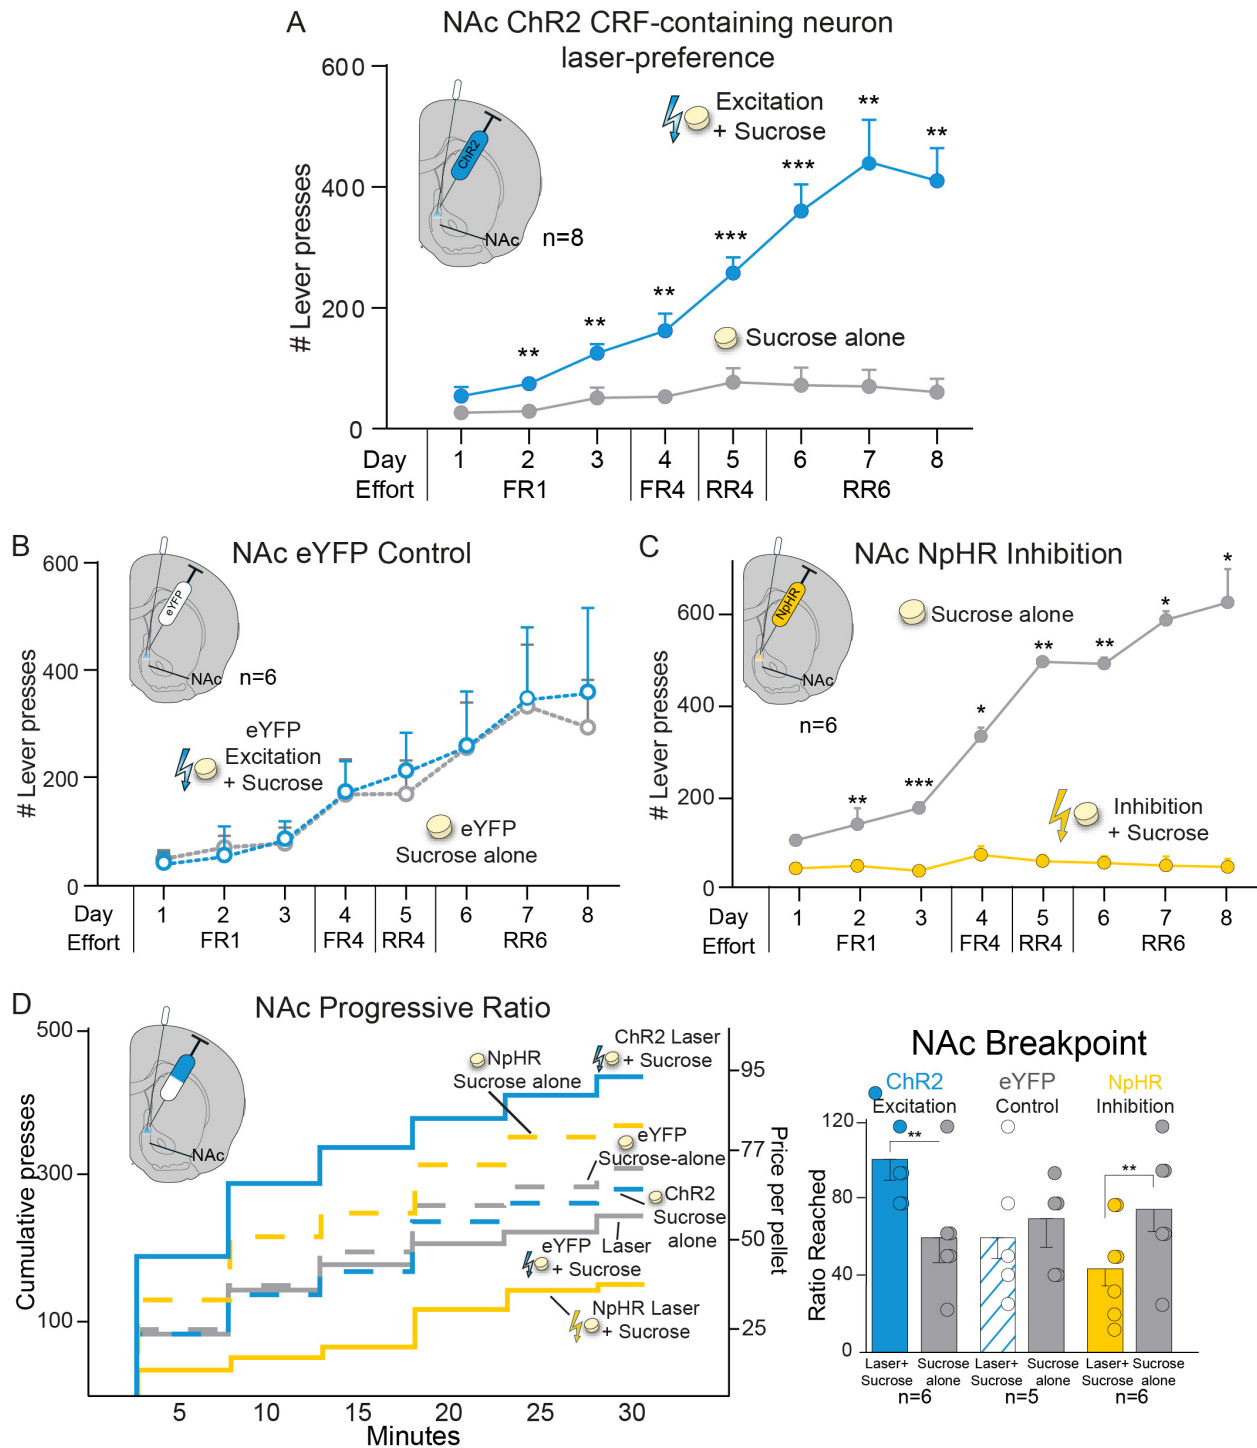 A
NAc ChR2 CRF-containing neuron
laser-preference
600
400
200
0
# Lever presses
ChR2
NAc
n=8
Excitation
+ Sucrose
**
**
**
***
***
**
**
Sucrose alone
Day 1 2 3 4 5 6 7 8
Effort FR1 FR4 RR4 RR6
B
NAc eYFP Control
600
400
200
0
# Lever presses
eYFP
NAc
n=6
eYFP
Excitation
+ Sucrose
eYFP
Sucrose alone
Day 1 2 3 4 5 6 7 8
Effort FR1 FR4 RR4 RR6
C
NAc NpHR Inhibition
600
400
200
0
# Lever presses
NpHR
NAc
n=6
Sucrose alone
**
***
*
**
**
*
*
Inhibition
+ Sucrose
Day 1 2 3 4 5 6 7 8
Effort FR1 FR4 RR4 RR6
D
NAc Progressive Ratio
500
300
100
Cumulative presses
NAc
NpHR
Sucrose alone
ChR2 Laser
+ Sucrose
eYFP
Sucrose-alone
ChR2
Sucrose
alone
eYFP Laser
+ Sucrose
NpHR Laser
+ Sucrose
95
77
50
25
Price per pellet
5 10 15 20 25 30
Minutes
NAc Breakpoint
ChR2 eYFP NpHR
Excitation Control Inhibition
120
80
40
0
Ratio Reached
**
**
Laser+ Sucrose Laser+ Sucrose Laser+ Sucrose
Sucrose alone Sucrose alone Sucrose alone
n=6 n=5 n=6